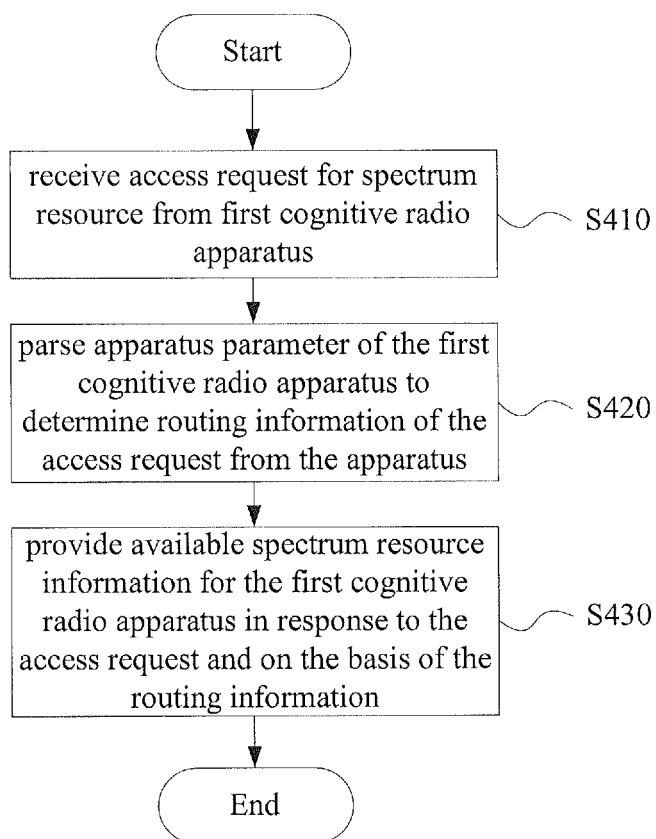 Start
receive access request for spectrum
resource from first cognitive radio
apparatus
S410
parse apparatus parameter of the first
cognitive radio apparatus to
determine routing information of the
access request from the apparatus
S420
provide available spectrum resource
information for the first cognitive
radio apparatus in response to the
access request and on the basis of the
routing information
S430
End